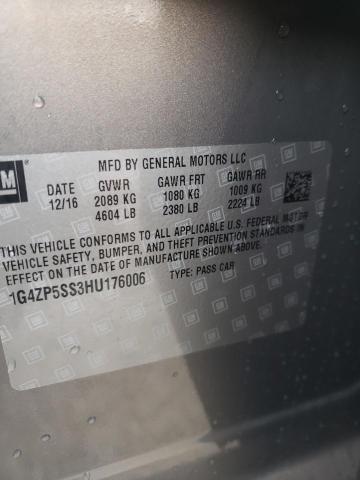 GM
MFD BY GENERAL MOTORS LLC
DATE GVWR GAWR FRT GAWR RR
12/16 2089 KG 1080 KG 1009 KG
4604 LB 2380 LB 2224 LB
THIS VEHICLE CONFORMS TO ALL APPLICABLE U.S. FEDERAL MOTOR
VEHICLE SAFETY, BUMPER, AND THEFT PREVENTION STANDARDS IN
EFFECT ON THE DATE OF MANUFACTURE SHOWN ABOVE.
1G4ZP5SS3HU176006 TYPE: PASS CAR